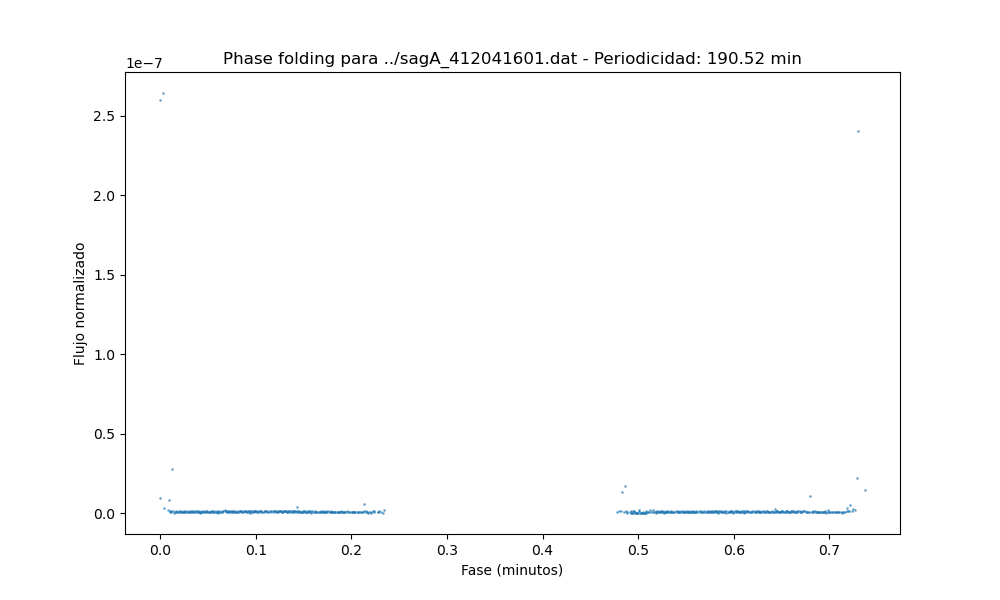 Phase folding para ../sagA_412041601.dat - Periodicidad: 190.52 min
1e−7
2.5
2.0
1.5
1.0
0.5
0.0
Flujo normalizado
0.0 0.1 0.2 0.3 0.4 0.5 0.6 0.7
Fase (minutos)